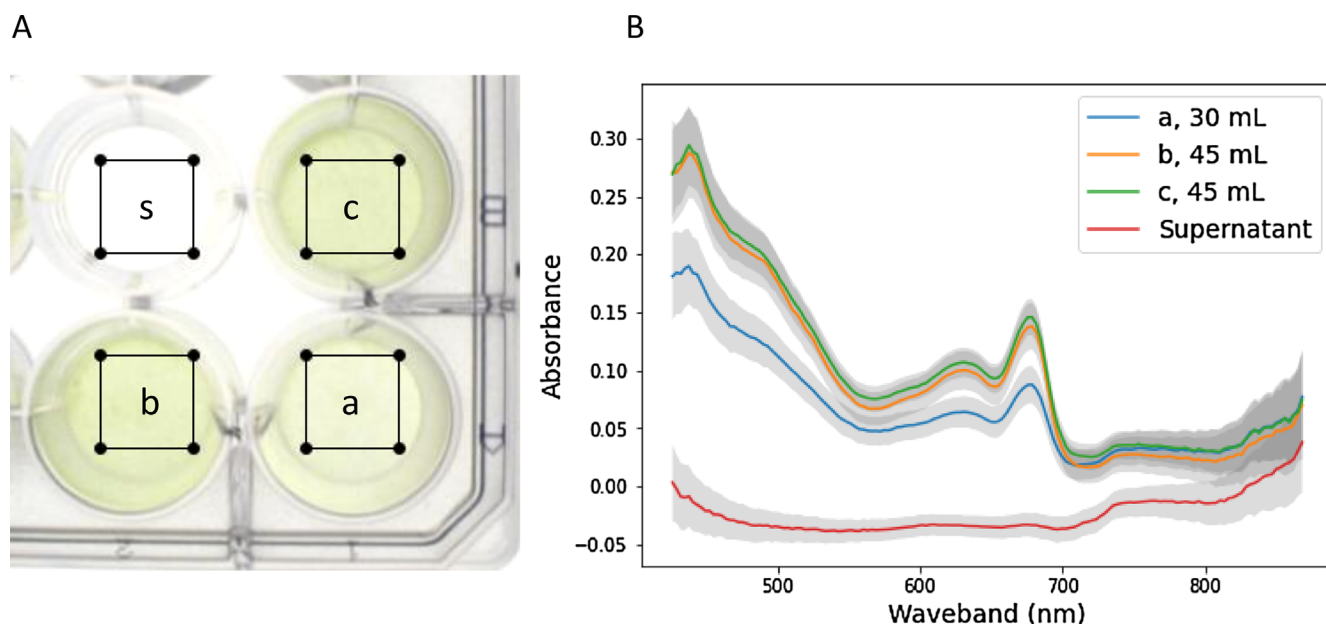 A
B
s
c
b
a
0.30
0.25
0.20
0.15
0.10
0.05
0.00
−0.05
Absorbance
500
600
700
800
Waveband (nm)
a, 30 mL
b, 45 mL
c, 45 mL
Supernatant